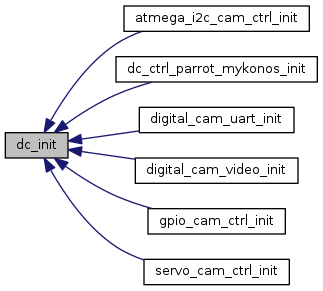 atmega_i2c_cam_ctrl_init
dc_ctrl_parrot_mykonos_init
digital_cam_uart_init
dc_init
digital_cam_video_init
gpio_cam_ctrl_init
servo_cam_ctrl_init